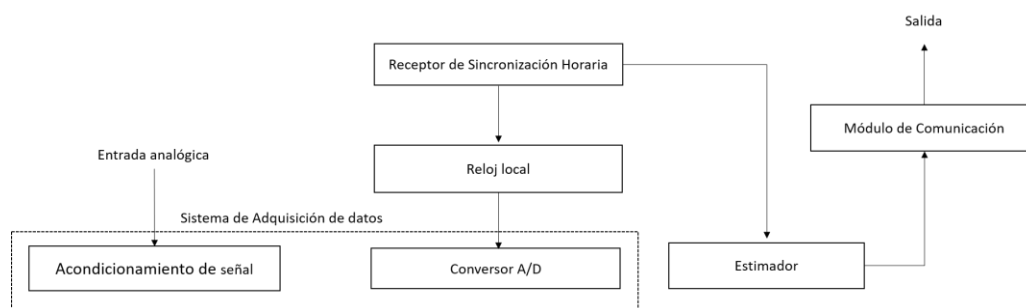 Salida
Receptor de Sincronización Horaria
Módulo de Comunicación
Entrada analógica
Reloj local
Sistema de Adquisición de datos
Acondicionamiento de señal
Conversor A/D
Estimador